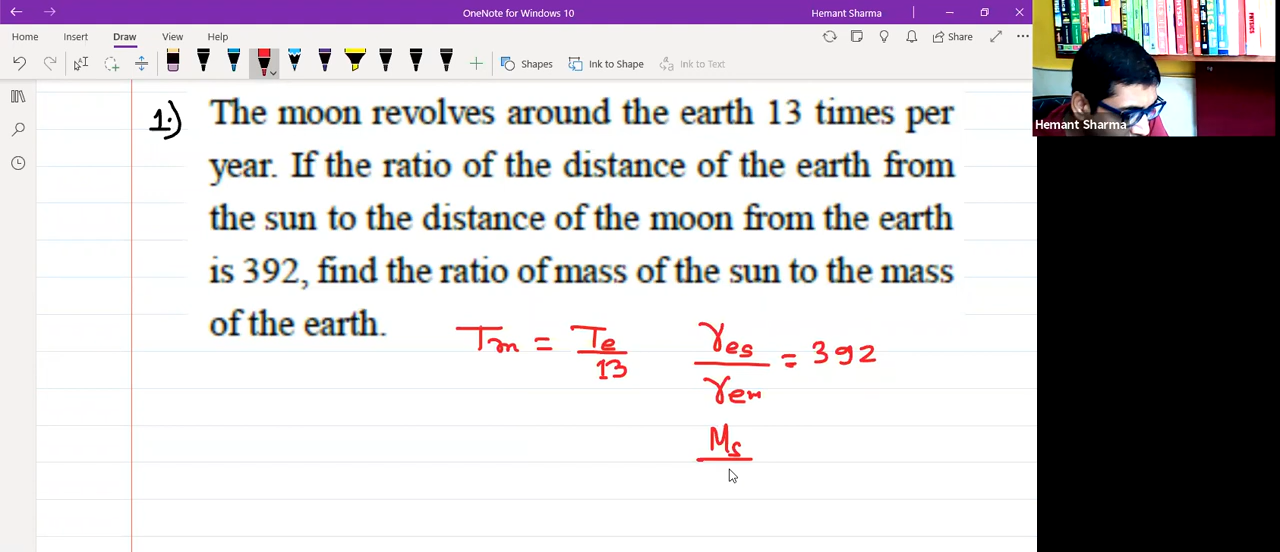 OneNote for Windows 10
Hemant Sharma
Home Insert Draw View Help
Share
Shapes Ink to Shape Ink to Text
Hemant Sharma
1.) The moon revolves around the earth 13 times per
year. If the ratio of the distance of the earth from
the sun to the distance of the moon from the earth
is 392, find the ratio of mass of the sun to the mass
of the earth.
Tm = Te/13 res/rem = 392
Ms